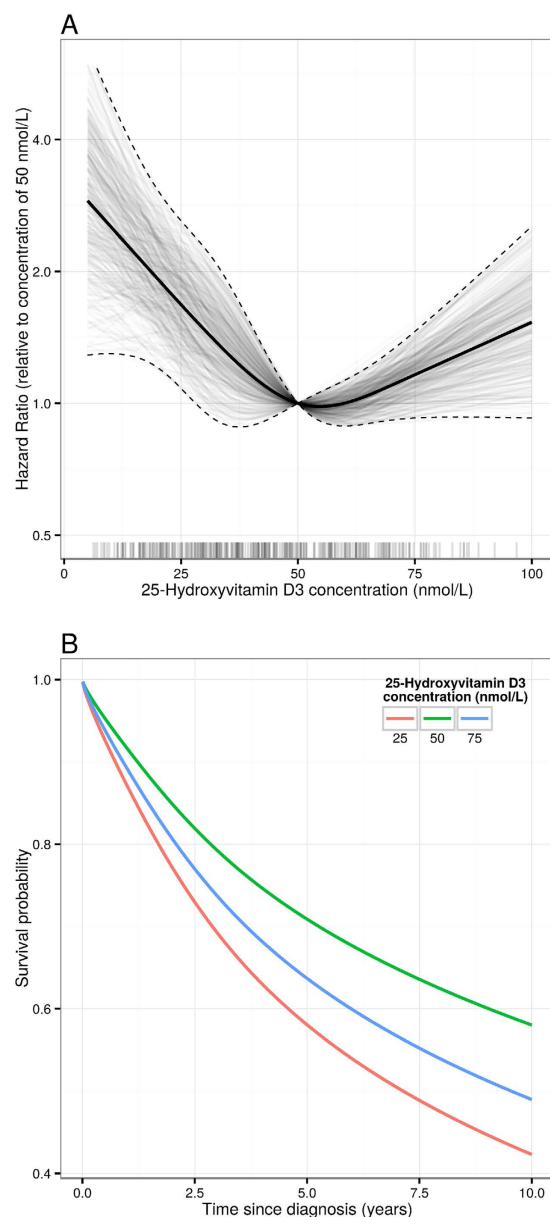 A
Hazard Ratio (relative to concentration of 50 nmol/L)
4.0
2.0
1.0
0.5
0 25 50 75 100
25-Hydroxyvitamin D3 concentration (nmol/L)
B
Survival probability
1.0
0.8
0.6
0.4
25-Hydroxyvitamin D3
concentration (nmol/L)
25 50 75
0.0 2.5 5.0 7.5 10.0
Time since diagnosis (years)